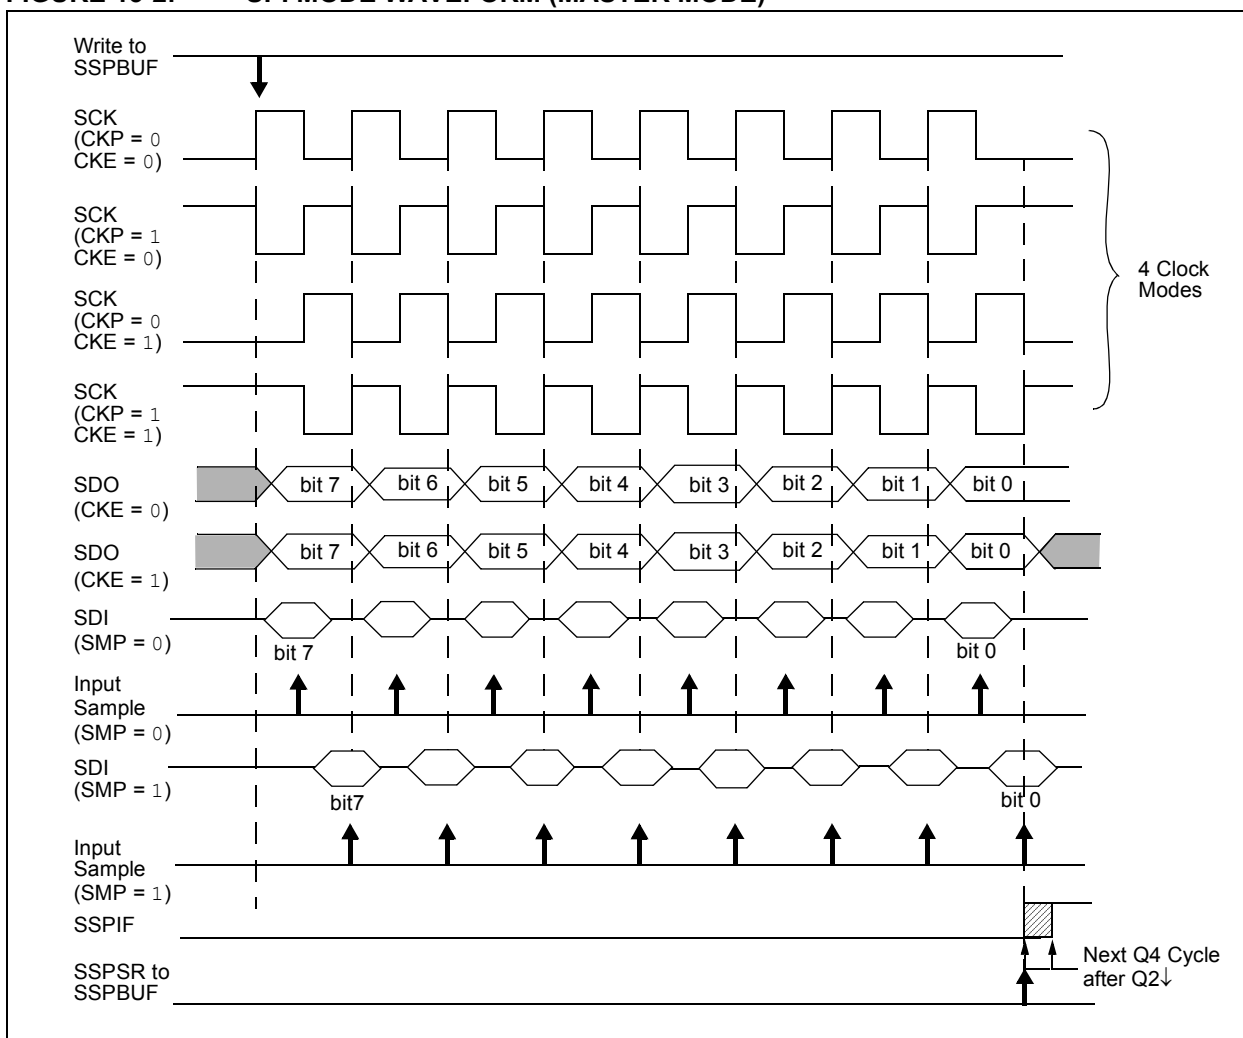 Write to
SSPBUF
SCK
(CKP = 0
CKE = 0)
SCK
(CKP = 1
CKE = 0)
SCK
(CKP = 0
CKE = 1)
SCK
(CKP = 1
CKE = 1)
4 Clock
Modes
SDO
(CKE = 0)
bit 7 bit 6 bit 5 bit 4 bit 3 bit 2 bit 1 bit 0
SDO
(CKE = 1)
bit 7 bit 6 bit 5 bit 4 bit 3 bit 2 bit 1 bit 0
SDI
(SMP = 0)
bit 7 bit 0
Input
Sample
(SMP = 0)
SDI
(SMP = 1)
bit7 bit 0
Input
Sample
(SMP = 1)
SSPIF
SSPSR to
SSPBUF
Next Q4 Cycle
after Q2↓